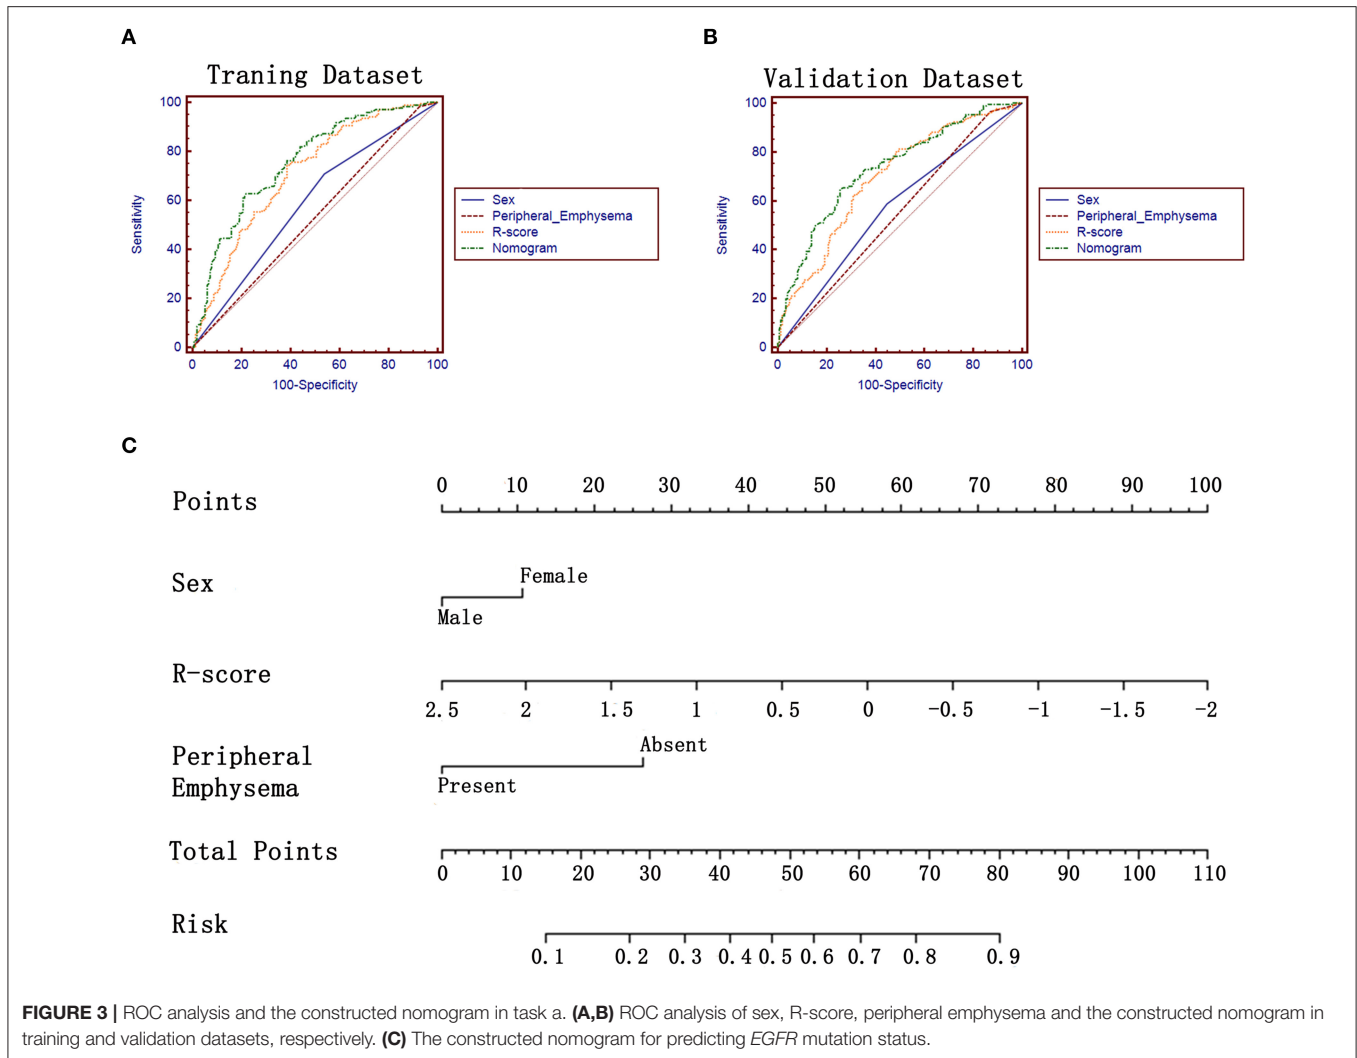 A
Traning Dataset
100
80
60
40
20
0
Sensitivity
0 20 40 60 80 100
100-Specificity
Sex
Peripheral_Emphysema
R-score
Nomogram
B
Validation Dataset
100
80
60
40
20
0
Sensitivity
0 20 40 60 80 100
100-Specificity
Sex
Peripheral_Emphysema
R-score
Nomogram
C
Points
0 10 20 30 40 50 60 70 80 90 100
Sex
Female
Male
R-score
2.5 2 1.5 1 0.5 0 -0.5 -1 -1.5 -2
Peripheral
Emphysema
Absent
Present
Total Points
0 10 20 30 40 50 60 70 80 90 100 110
Risk
0.1 0.2 0.3 0.4 0.5 0.6 0.7 0.8 0.9
FIGURE 3 | ROC analysis and the constructed nomogram in task a. (A,B) ROC analysis of sex, R-score, peripheral emphysema and the constructed nomogram in
training and validation datasets, respectively. (C) The constructed nomogram for predicting EGFR mutation status.